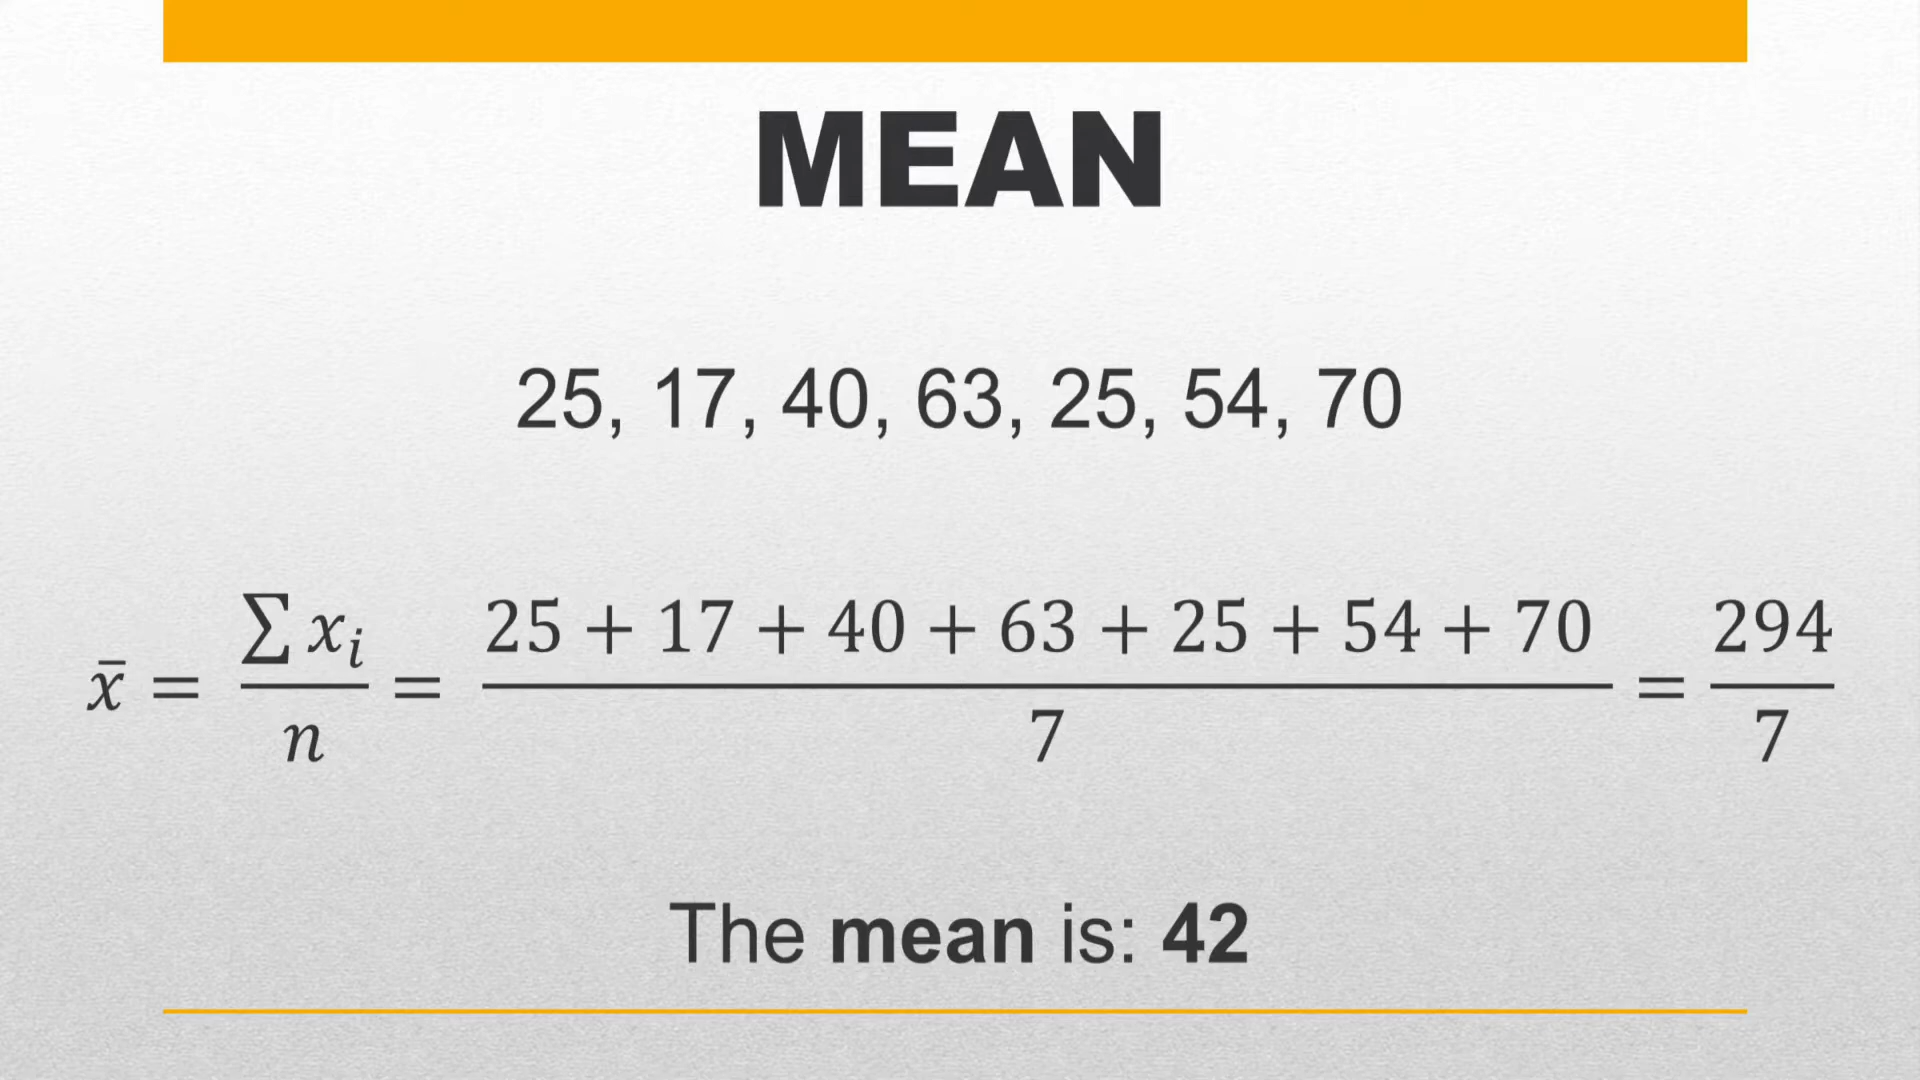 MEAN
25, 17, 40, 63, 25, 54, 70
x̄ = ∑ xᵢ / n = 25 + 17 + 40 + 63 + 25 + 54 + 70 / 7 = 294 / 7
The mean is: 42